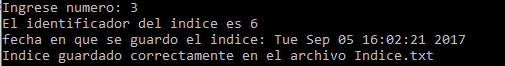 Ingrese numero: 3
El identificador del indice es 6
fecha en que se guardo el indice: Tue Sep 05 16:02:21 2017
Indice guardado correctamente en el archivo Indice.txt